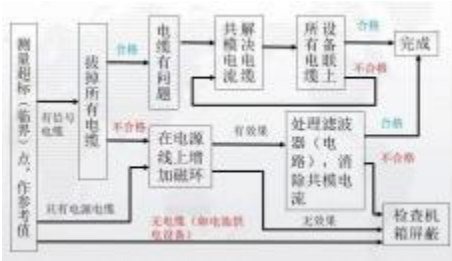 测量超标（临界）点，作参考值
有信号
电缆
拔掉所有电缆
合格
不合格
电缆有问题
共模电流
解决电缆
所有电缆
设备联上
合格
不合格
完成
在电源
线上增
加磁环
有效果
处理滤波
器（电
路），消
除共模电
流
合格
不合格
只有电源电缆
无电缆（如电池供
电设备）
无效果
检查机
箱屏蔽